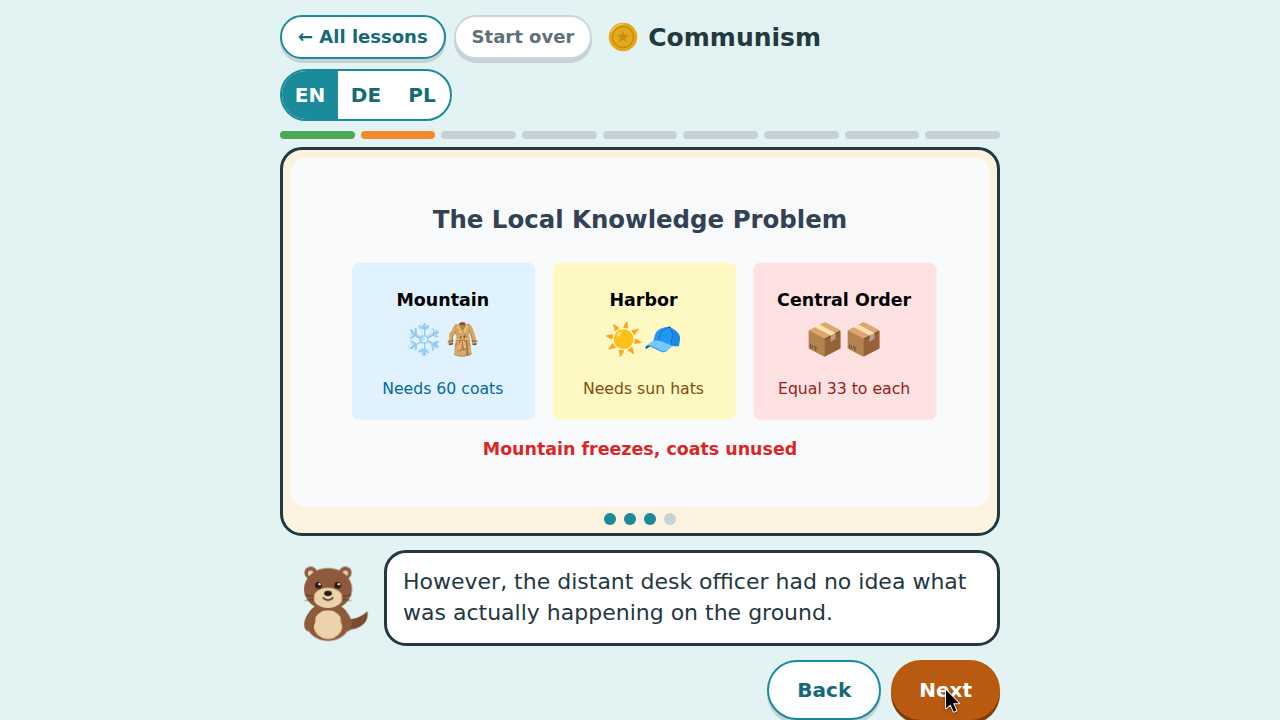 ← All lessons
Start over
Communism
EN DE PL
The Local Knowledge Problem
Mountain
Needs 60 coats
Harbor
Needs sun hats
Central Order
Equal 33 to each
Mountain freezes, coats unused
However, the distant desk officer had no idea what
was actually happening on the ground.
Back
Next